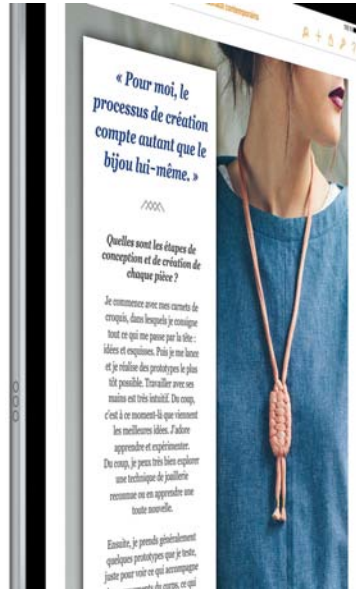 contemporains
« Pour moi, le
processus de création
compte autant que le
bijou lui-même. »
Quelles sont les étapes de
conception et de création de
chaque pièce ?
Je commence avec mes carnets de
croquis, dans lesquels je consigne
tout ce qui me passe par la tête :
idées et esquisses. Puis je me lance
et je réalise des prototypes le plus
tôt possible. Travailler avec ses
mains est très intuitif. Du coup,
c'est à ce moment-là que viennent
les meilleures idées. J'adore
apprendre et expérimenter.
Du coup, je peux très bien explorer
une technique de joaillerie
reconnue ou en apprendre une
toute nouvelle.
Ensuite, je prends généralement
quelques prototypes que je teste,
juste pour voir ce qui accompagne
mouvements du corps, ce qui